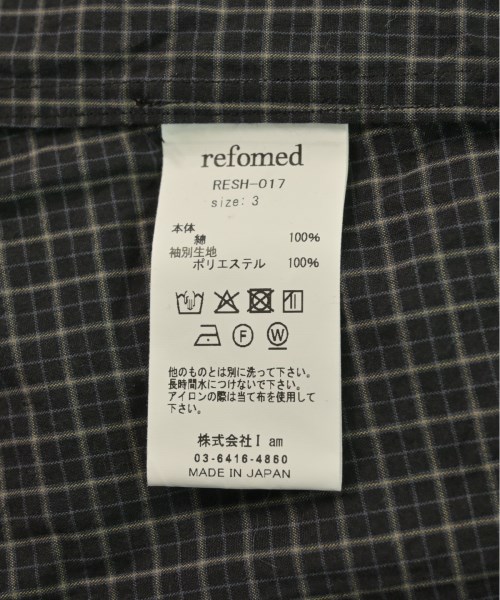 refomed
RESH-017
size: 3
本体
綿 100%
袖別生地
ポリエステル 100%
F W
他のものとは別に洗って下さい。
長時間水につけないで下さい。
アイロンの際は当て布を使用して
下さい。
株式会社I am
03-6416-4860
MADE IN JAPAN